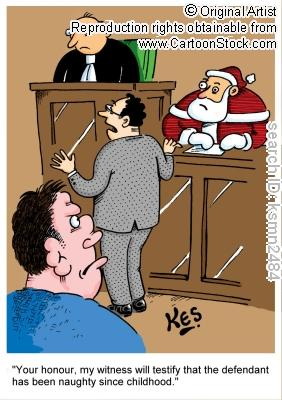 © Original Artist
Reproduction rights obtainable from
www.CartoonStock.com
search ID: ksmn2484
KES
"Your honour, my witness will testify that the defendant
has been naughty since childhood."